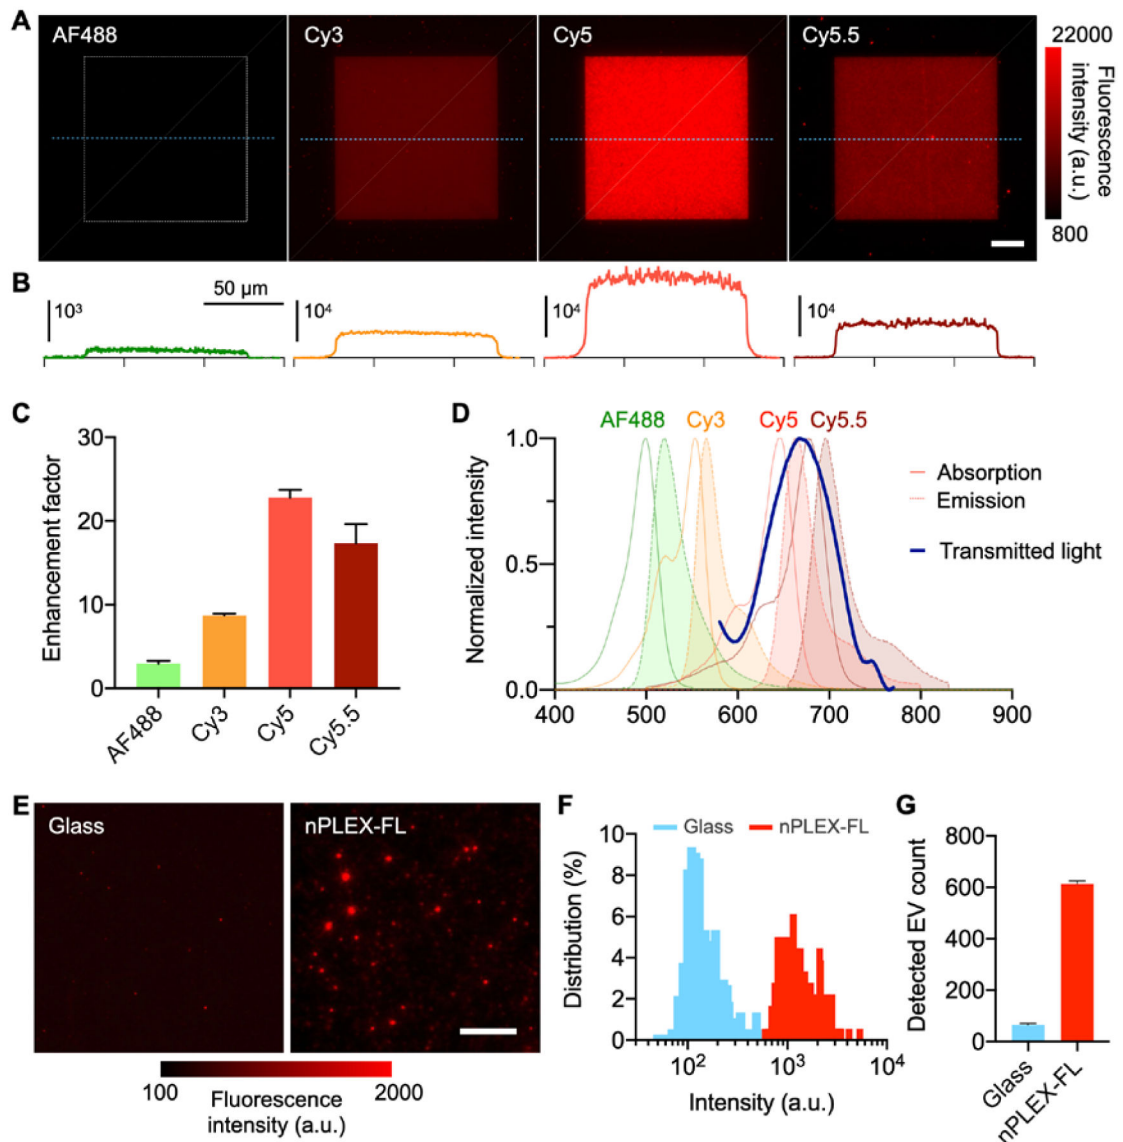 A
AF488
Cy3
Cy5
Cy5.5
22000
Fluorescence
intensity (a.u.)
800
B
10³
50 µm
10⁴
10⁴
10⁴
C
Enhancement factor
30
20
10
0
AF488
Cy3
Cy5
Cy5.5
D
AF488
Cy3
Cy5
Cy5.5
Normalized intensity
1.0
0.5
0.0
400
500
600
700
800
900
Absorption
Emission
Transmitted light
E
Glass
nPLEX-FL
100
2000
Fluorescence
intensity (a.u.)
F
Glass
nPLEX-FL
Distribution (%)
10
8
6
4
2
0
10²
10³
10⁴
Intensity (a.u.)
G
Detected EV count
800
600
400
200
0
Glass
nPLEX-FL